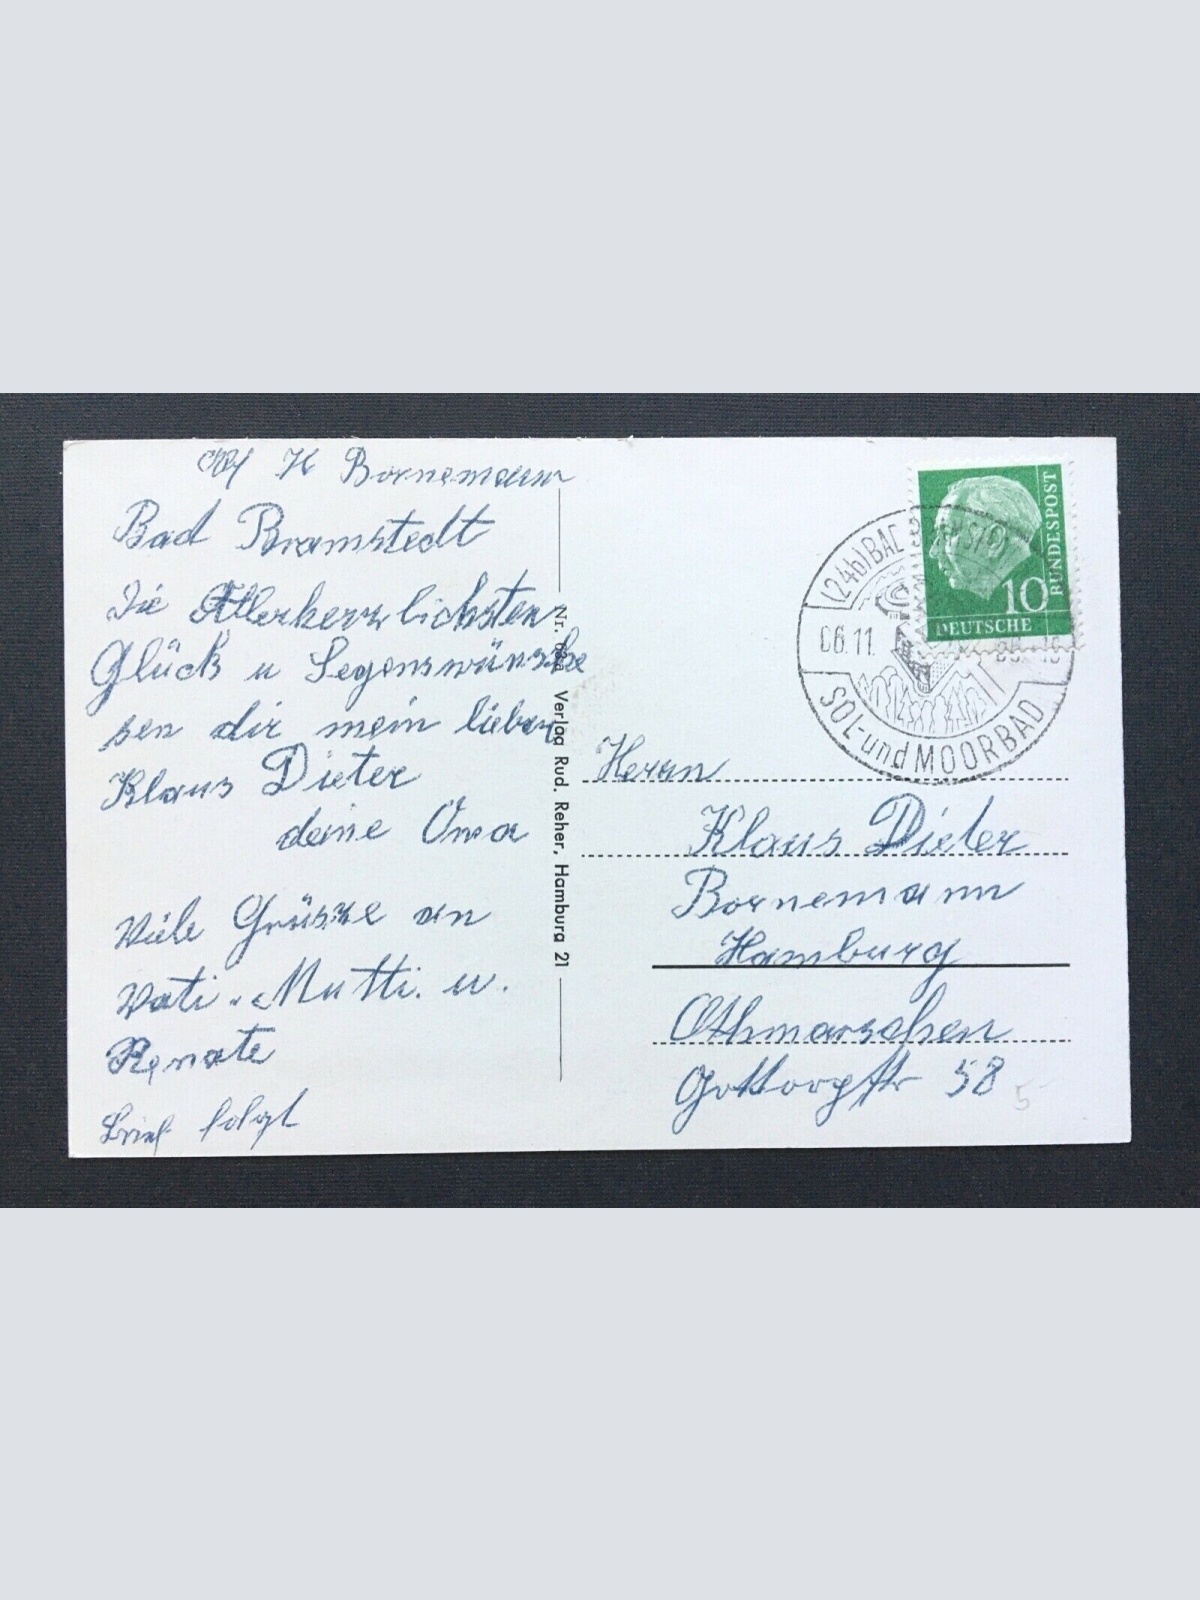 H Bornemann
Bad Bramstedt
Die Allerherzlichsten
Glück u Segenswünsche
sen dir mein lieber
Klaus Dieter
deine Oma
Viele Grüsse an
Vati. Mutti. u.
Renate
Brief folgt
Nr. Verlag Rud. Reher, Hamburg 21
DEUTSCHE
BUNDESPOST
10
(24b) BAD
06.11.
SOL- und MOORBAD
Herrn
Klaus Dieter
Bornemann
Hamburg
Othmarschen
Gottorpstr 58
5